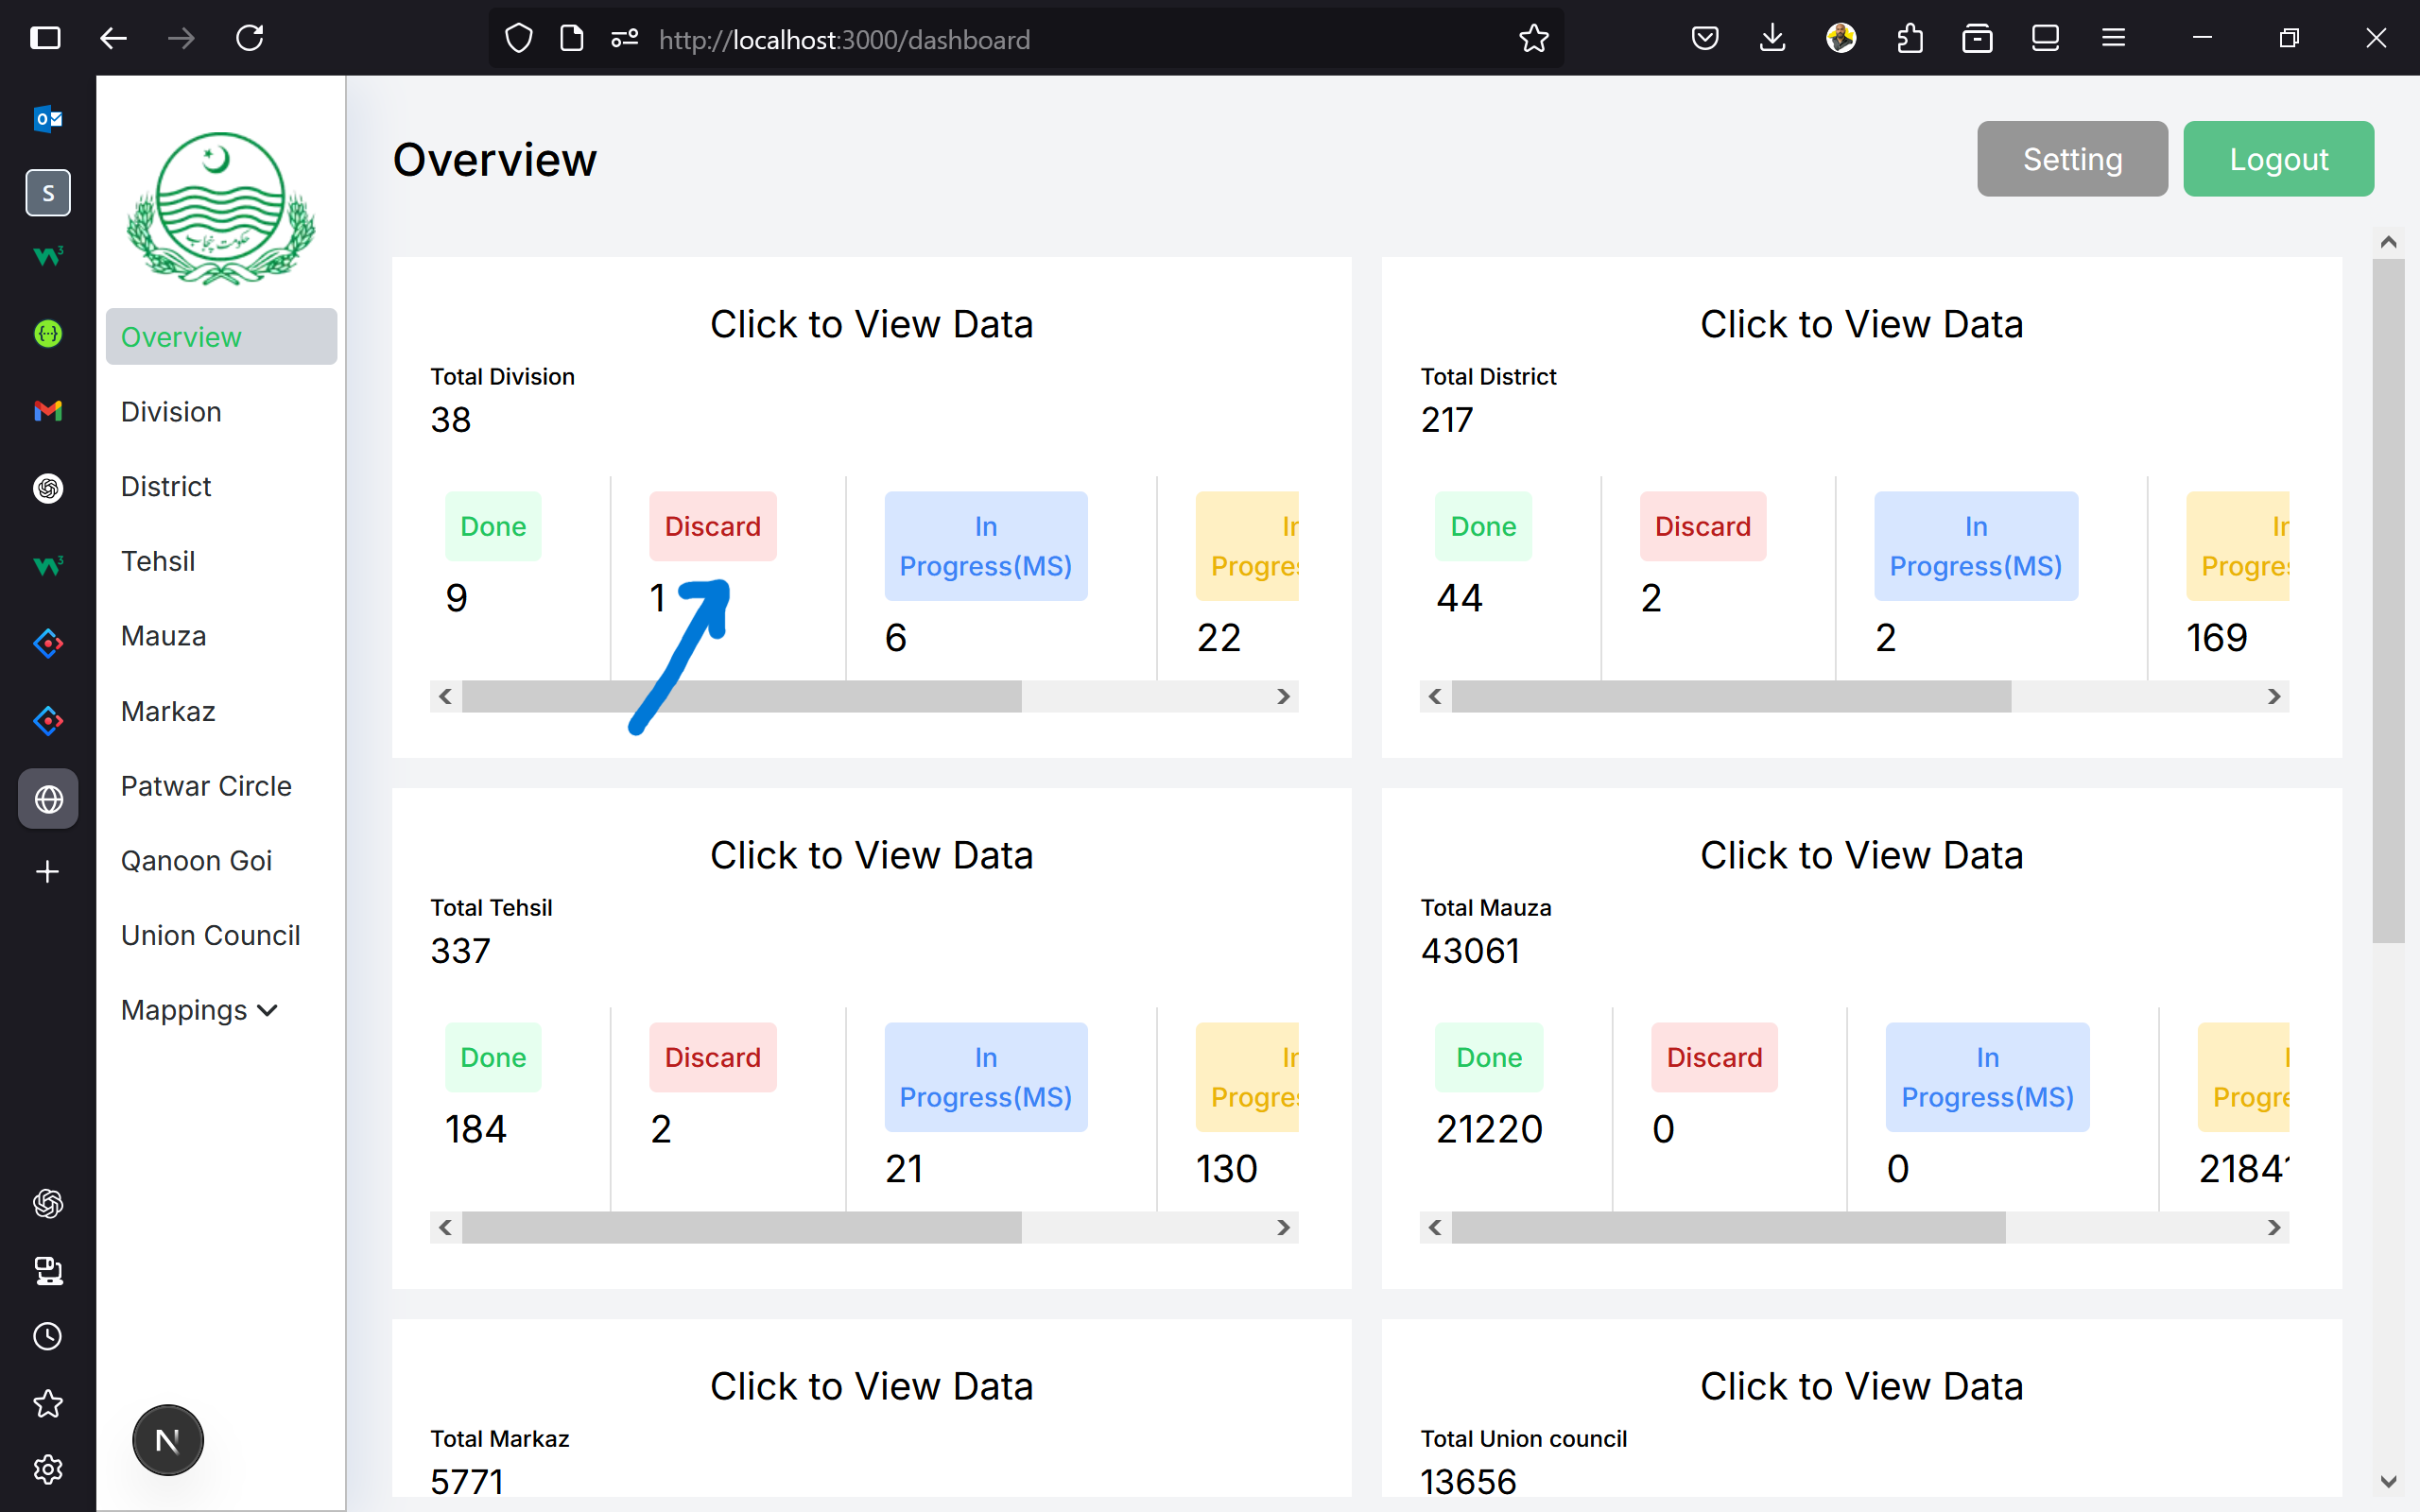 http://localhost:3000/dashboard
S
حکومت پنجاب
Overview
Division
District
Tehsil
Mauza
Markaz
Patwar Circle
Qanoon Goi
Union Council
Mappings
N
Overview
Setting
Logout
Click to View Data
Total Division
38
Done
9
Discard
1
In
Progress(MS)
6
22
Click to View Data
Total District
217
Done
44
Discard
2
In
Progress(MS)
2
169
Click to View Data
Total Tehsil
337
Done
184
Discard
2
In
Progress(MS)
21
130
Click to View Data
Total Mauza
43061
Done
21220
Discard
0
In
Progress(MS)
0
Click to View Data
Total Markaz
5771
Click to View Data
Total Union council
13656